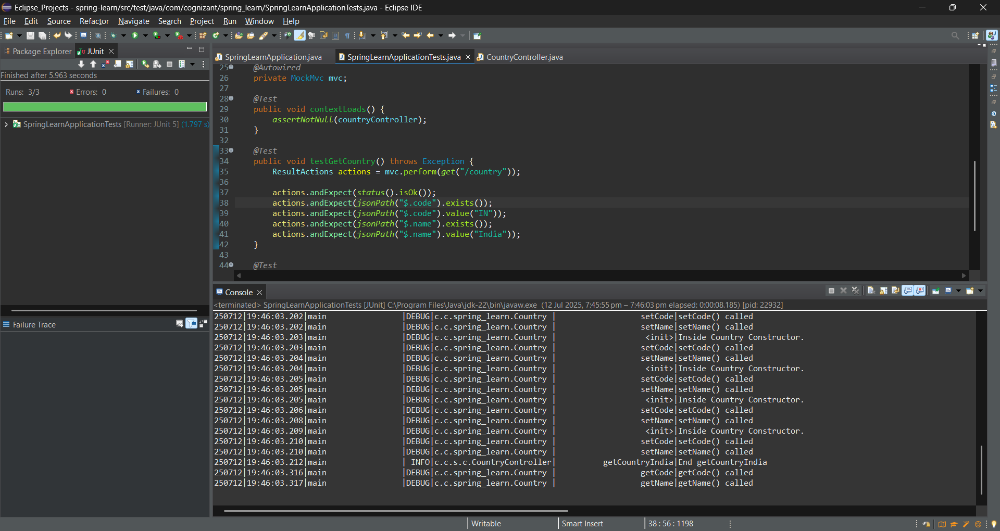 Eclipse_Projects - spring-learn/src/test/java/com/cognizant/spring_learn/SpringLearnApplicationTests.java - Eclipse IDE
File Edit Source Refactor Navigate Search Project Run Window Help
Package Explorer JUnit
Finished after 5.963 seconds
Runs: 3/3 Errors: 0 Failures: 0
SpringLearnApplicationTests [Runner: JUnit 5] (1.797 s)
Failure Trace
SpringLearnApplication.java SpringLearnApplicationTests.java CountryController.java
25 @Autowired
26 private MockMvc mvc;
27
28 @Test
29 public void contextLoads() {
30 assertNotNull(countryController);
31 }
32
33 @Test
34 public void testGetCountry() throws Exception {
35 ResultActions actions = mvc.perform(get("/country"));
36
37 actions.andExpect(status().isOk());
38 actions.andExpect(jsonPath("$.code").exists());
39 actions.andExpect(jsonPath("$.code").value("IN"));
40 actions.andExpect(jsonPath("$.name").exists());
41 actions.andExpect(jsonPath("$.name").value("India"));
42 }
43
44 @Test
Console
<terminated> SpringLearnApplicationTests [JUnit] C:\Program Files\Java\jdk-22\bin\javaw.exe (12 Jul 2025, 7:45:55 pm – 7:46:03 pm elapsed: 0:00:08.185) [pid: 22932]
250712|19:46:03.202|main |DEBUG|c.c.spring_learn.Country | setCode|setCode() called
250712|19:46:03.202|main |DEBUG|c.c.spring_learn.Country | setName|setName() called
250712|19:46:03.203|main |DEBUG|c.c.spring_learn.Country | <init>|Inside Country Constructor.
250712|19:46:03.203|main |DEBUG|c.c.spring_learn.Country | setCode|setCode() called
250712|19:46:03.204|main |DEBUG|c.c.spring_learn.Country | setName|setName() called
250712|19:46:03.204|main |DEBUG|c.c.spring_learn.Country | <init>|Inside Country Constructor.
250712|19:46:03.205|main |DEBUG|c.c.spring_learn.Country | setCode|setCode() called
250712|19:46:03.205|main |DEBUG|c.c.spring_learn.Country | setName|setName() called
250712|19:46:03.205|main |DEBUG|c.c.spring_learn.Country | <init>|Inside Country Constructor.
250712|19:46:03.206|main |DEBUG|c.c.spring_learn.Country | setCode|setCode() called
250712|19:46:03.208|main |DEBUG|c.c.spring_learn.Country | setName|setName() called
250712|19:46:03.209|main |DEBUG|c.c.spring_learn.Country | <init>|Inside Country Constructor.
250712|19:46:03.210|main |DEBUG|c.c.spring_learn.Country | setCode|setCode() called
250712|19:46:03.210|main |DEBUG|c.c.spring_learn.Country | setName|setName() called
250712|19:46:03.212|main | INFO|c.c.s.c.CountryController| getCountryIndia|End getCountryIndia
250712|19:46:03.316|main |DEBUG|c.c.spring_learn.Country | getCode|getCode() called
250712|19:46:03.317|main |DEBUG|c.c.spring_learn.Country | getName|getName() called
Writable Smart Insert 38 : 56 : 1198